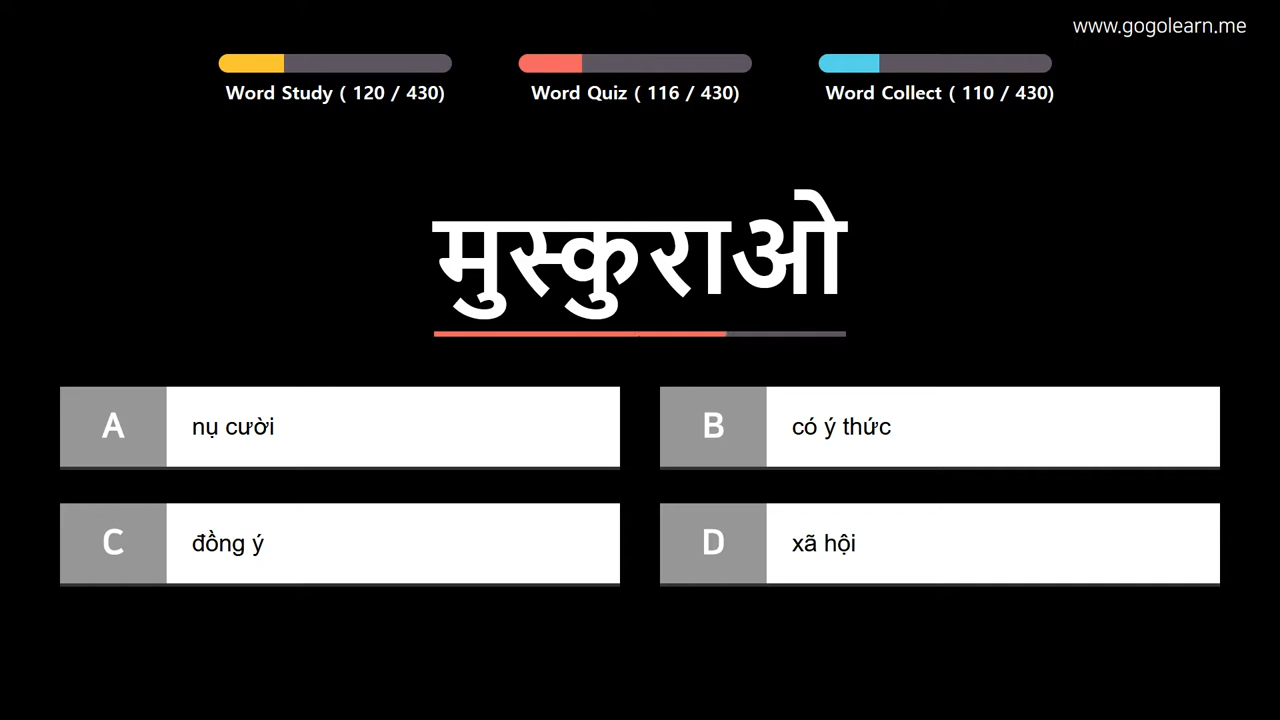 www.gogolearn.me
Word Study ( 120 / 430)
Word Quiz ( 116 / 430)
Word Collect ( 110 / 430)
मुस्कुराओ
A nụ cười
B có ý thức
C đồng ý
D xã hội